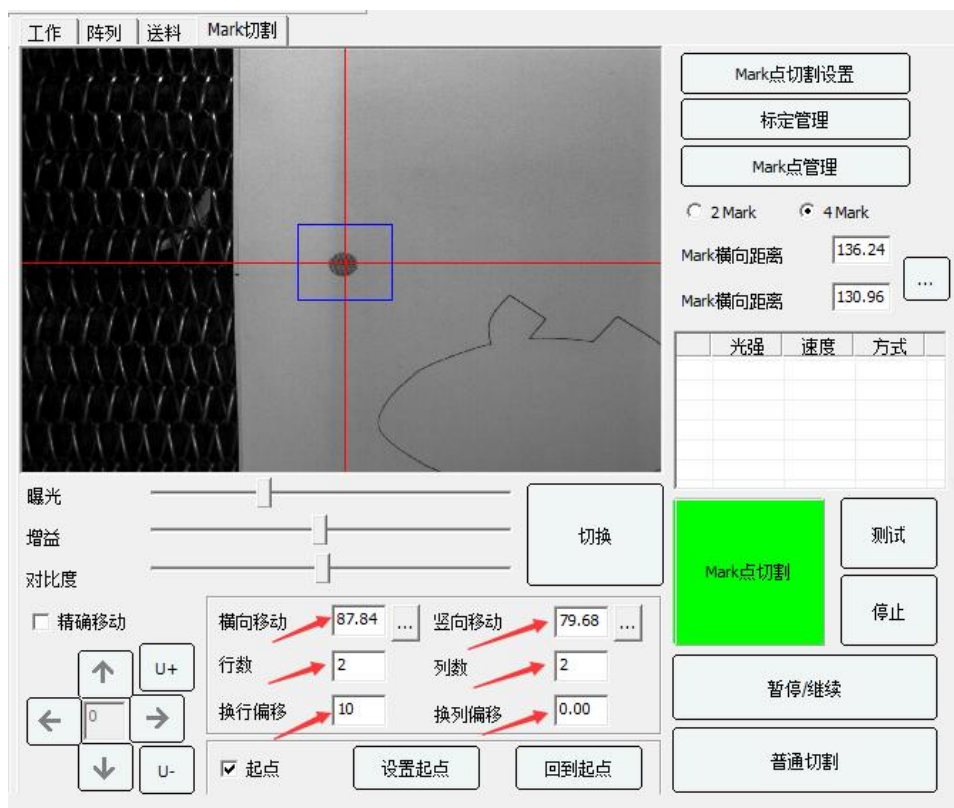 工作 阵列 送料 Mark切割
Mark点切割设置
标定管理
Mark点管理
2 Mark 4 Mark
Mark横向距离 136.24
...
Mark横向距离 130.96
光强 速度 方式
曝光
增益
对比度
切换
Mark点切割
测试
停止
精确移动
横向移动 87.84 ... 竖向移动 79.68 ...
行数 2 列数 2
换行偏移 10 换列偏移 0.00
U+
0
U-
起点 设置起点 回到起点
暂停/继续
普通切割